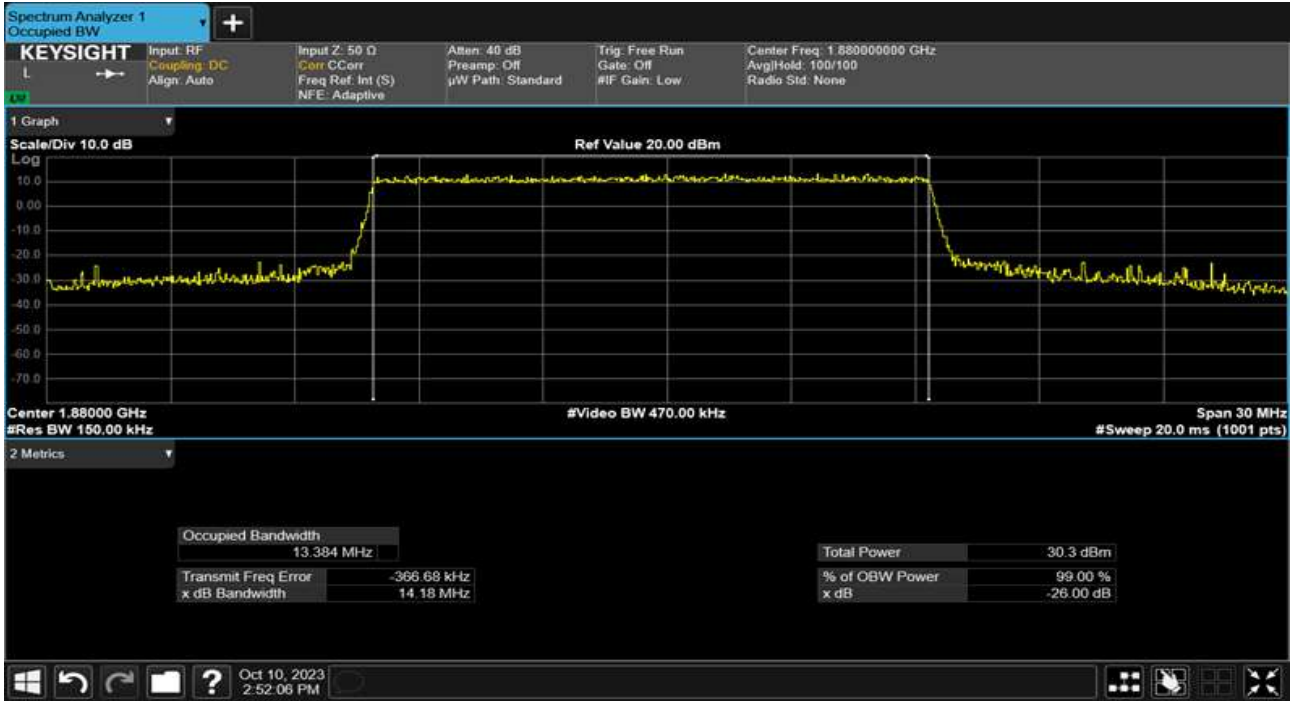 Spectrum Analyzer 1
Occupied BW
KEYSIGHT
L
Input: RF
Coupling: DC
Align: Auto
Input Z: 50 Ω
Corr CCorr
Freq Ref: Int (S)
NFE: Adaptive
Atten: 40 dB
Preamp: Off
µW Path: Standard
Trig: Free Run
Gate: Off
#IF Gain: Low
Center Freq: 1.880000000 GHz
Avg|Hold: 100/100
Radio Std: None
1 Graph
Scale/Div 10.0 dB
Ref Value 20.00 dBm
Log
10.0
0.00
-10.0
-20.0
-30.0
-40.0
-50.0
-60.0
-70.0
Center 1.88000 GHz
#Video BW 470.00 kHz
Span 30 MHz
#Res BW 150.00 kHz
#Sweep 20.0 ms (1001 pts)
2 Metrics
Occupied Bandwidth
13.384 MHz
Transmit Freq Error -366.68 kHz
x dB Bandwidth 14.18 MHz
Total Power 30.3 dBm
% of OBW Power 99.00 %
x dB -26.00 dB
?
Oct 10, 2023
2:52:06 PM